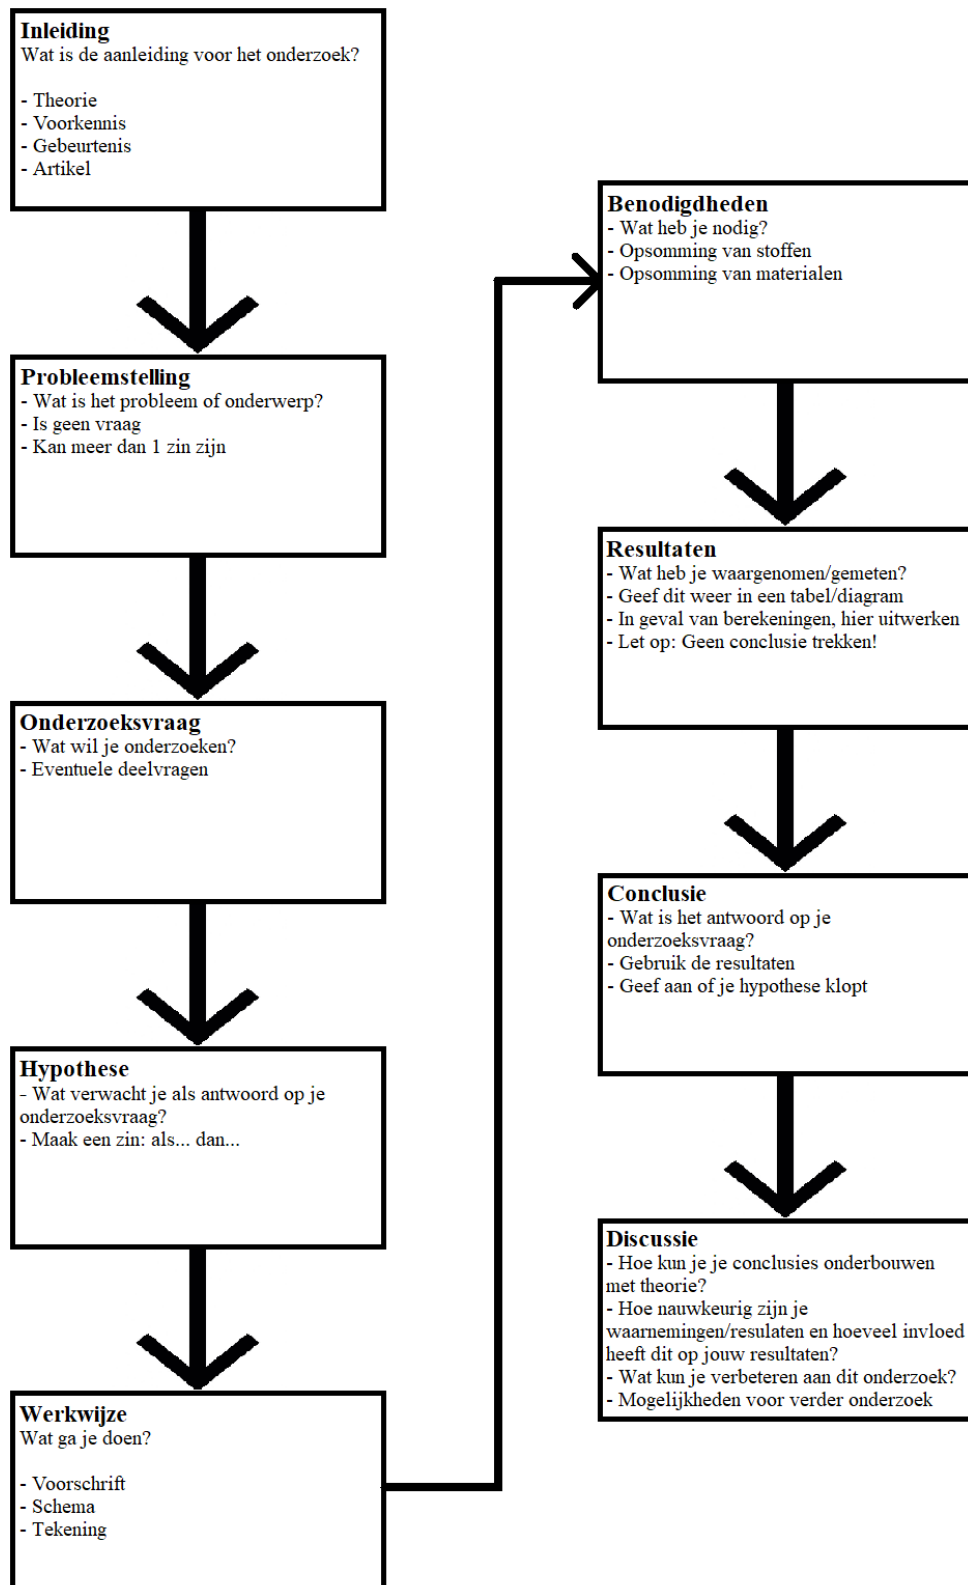 Inleiding
Wat is de aanleiding voor het onderzoek?
- Theorie
- Voorkennis
- Gebeurtenis
- Artikel
Probleemstelling
- Wat is het probleem of onderwerp?
- Is geen vraag
- Kan meer dan 1 zin zijn
Onderzoeksvraag
- Wat wil je onderzoeken?
- Eventuele deelvragen
Hypothese
- Wat verwacht je als antwoord op je
onderzoeksvraag?
- Maak een zin: als... dan...
Werkwijze
Wat ga je doen?
- Voorschrift
- Schema
- Tekening
Benodigdheden
- Wat heb je nodig?
- Opsomming van stoffen
- Opsomming van materialen
Resultaten
- Wat heb je waargenomen/gemeten?
- Geef dit weer in een tabel/diagram
- In geval van berekeningen, hier uitwerken
- Let op: Geen conclusie trekken!
Conclusie
- Wat is het antwoord op je
onderzoeksvraag?
- Gebruik de resultaten
- Geef aan of je hypothese klopt
Discussie
- Hoe kun je je conclusies onderbouwen
met theorie?
- Hoe nauwkeurig zijn je
waarnemingen/resulaten en hoeveel invloed
heeft dit op jouw resultaten?
- Wat kun je verbeteren aan dit onderzoek?
- Mogelijkheden voor verder onderzoek